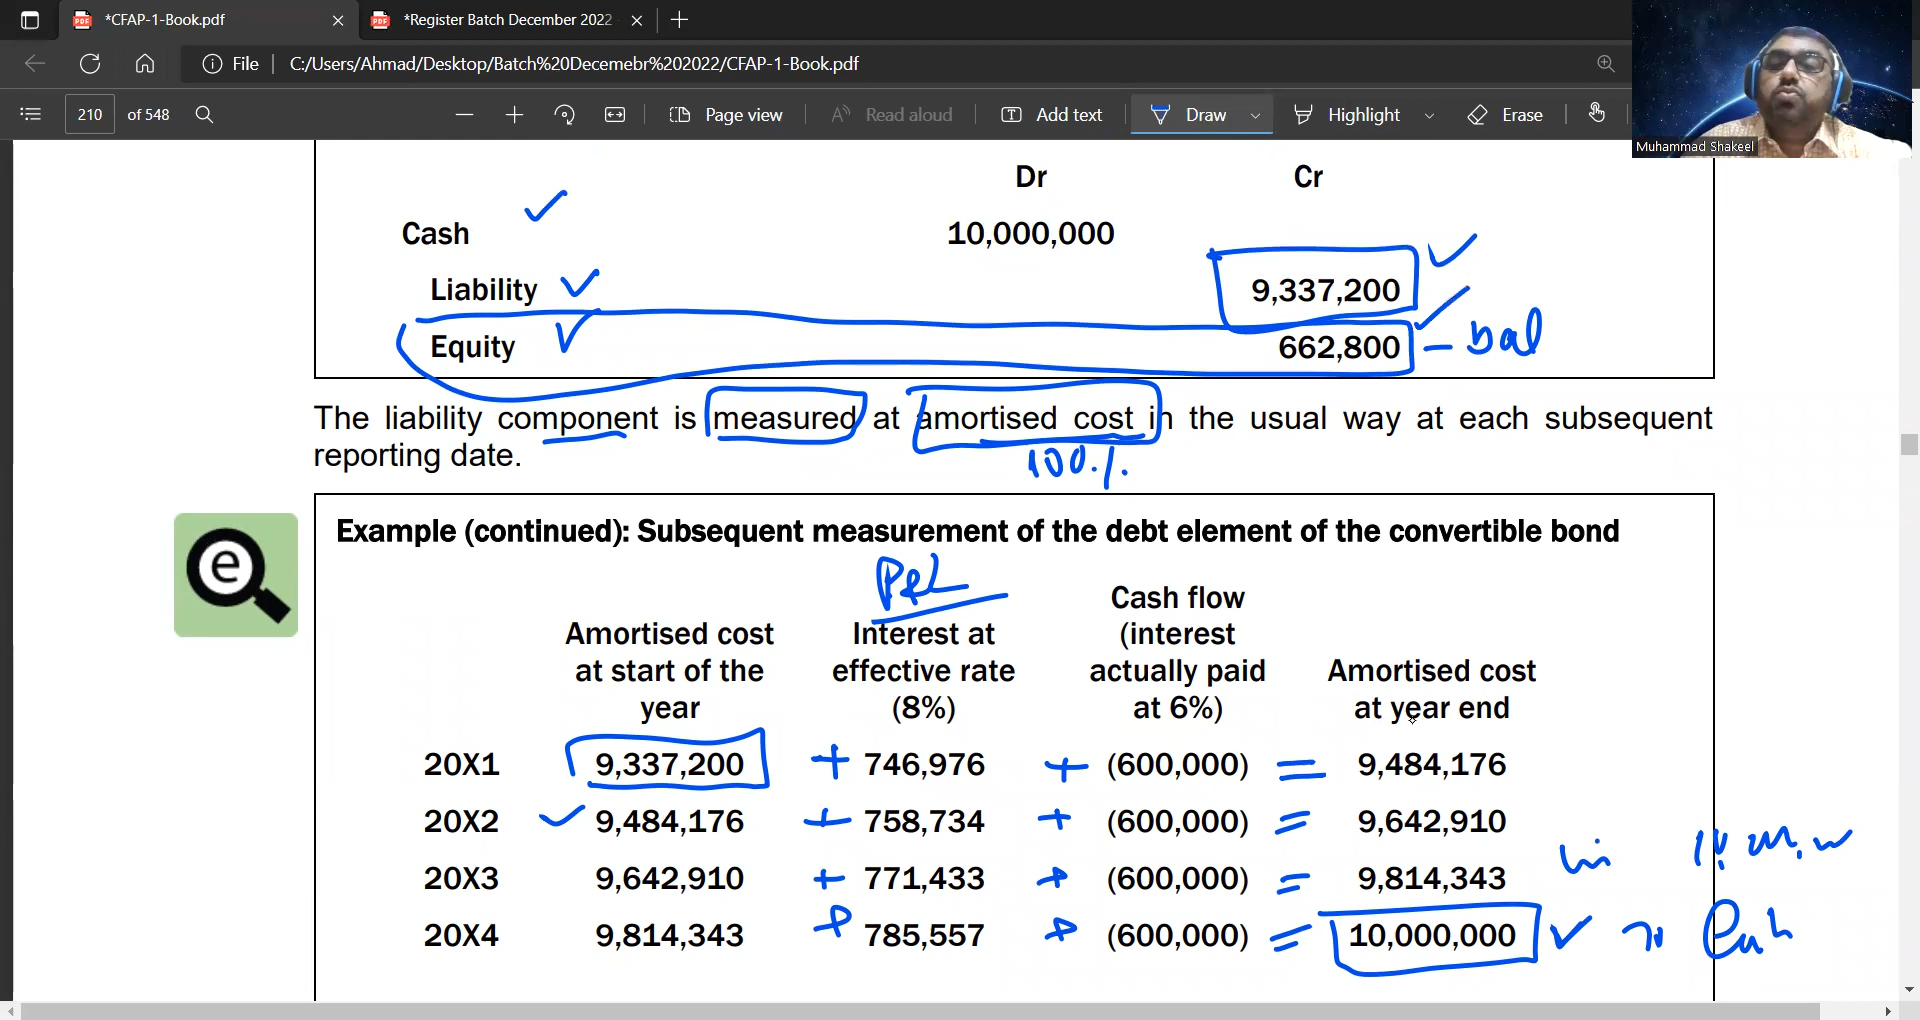 *CFAP-1-Book.pdf
*Register Batch December 2022
File C:/Users/Ahmad/Desktop/Batch%20Decemebr%202022/CFAP-1-Book.pdf
210 of 548 Page view Read aloud Add text Draw Highlight Erase
Muhammad Shakeel
Dr Cr
Cash 10,000,000
Liability 9,337,200
Equity 662,800 – bal
The liability component is measured at amortised cost in the usual way at each subsequent
reporting date.
100%
e
Example (continued): Subsequent measurement of the debt element of the convertible bond
P&L
Amortised cost at start of the year
Interest at effective rate (8%)
Cash flow (interest actually paid at 6%)
Amortised cost at year end
20X1 9,337,200 + 746,976 + (600,000) = 9,484,176
20X2 9,484,176 + 758,734 + (600,000) = 9,642,910
20X3 9,642,910 + 771,433 + (600,000) = 9,814,343
20X4 9,814,343 + 785,557 + (600,000) = 10,000,000